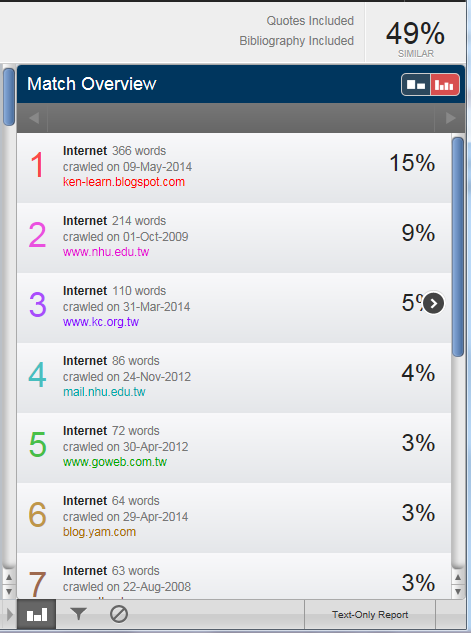 Quotes Included
Bibliography Included
49%
SIMILAR
Match Overview
1
Internet 366 words
crawled on 09-May-2014
ken-learn.blogspot.com
15%
2
Internet 214 words
crawled on 01-Oct-2009
www.nhu.edu.tw
9%
3
Internet 110 words
crawled on 31-Mar-2014
www.kc.org.tw
5%
4
Internet 86 words
crawled on 24-Nov-2012
mail.nhu.edu.tw
4%
5
Internet 72 words
crawled on 30-Apr-2012
www.goweb.com.tw
3%
6
Internet 64 words
crawled on 29-Apr-2014
blog.yam.com
3%
7
Internet 63 words
crawled on 22-Aug-2008
3%
Text-Only Report